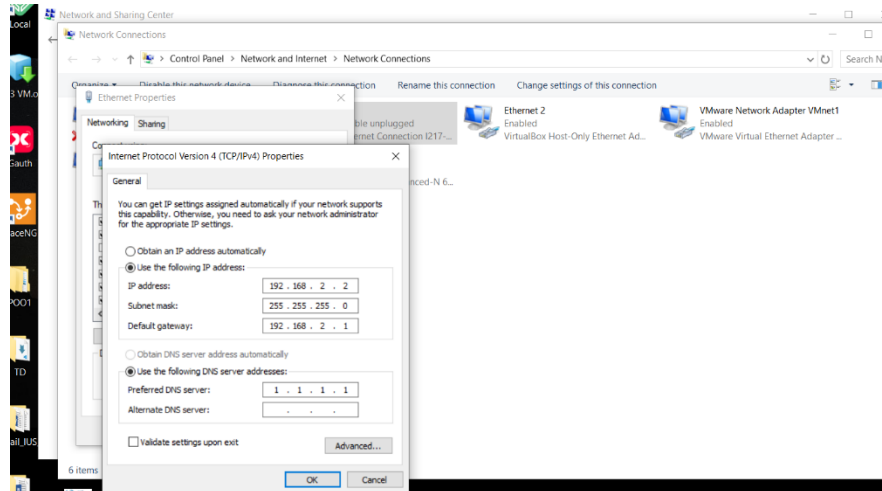 Local
Network and Sharing Center
Network Connections
Control Panel > Network and Internet > Network Connections
Search N
3 VM.o
Organize
Disable this network device
Diagnose this connection
Rename this connection
Change settings of this connection
Ethernet Properties
Networking
Sharing
ble unplugged
ernet Connection I217-...
Ethernet 2
Enabled
VirtualBox Host-Only Ethernet Ad...
VMware Network Adapter VMnet1
Enabled
VMware Virtual Ethernet Adapter ...
Gauth
Co
Internet Protocol Version 4 (TCP/IPv4) Properties
General
nced-N 6...
You can get IP settings assigned automatically if your network supports
this capability. Otherwise, you need to ask your network administrator
for the appropriate IP settings.
Th
aceNG
Obtain an IP address automatically
Use the following IP address:
IP address:
192 . 168 . 2 . 2
Subnet mask:
255 . 255 . 255 . 0
Default gateway:
192 . 168 . 2 . 1
POO1
Obtain DNS server address automatically
Use the following DNS server addresses:
Preferred DNS server:
1 . 1 . 1 . 1
Alternate DNS server:
. . .
TD
Validate settings upon exit
Advanced...
ail_IUS
6 items
OK
Cancel